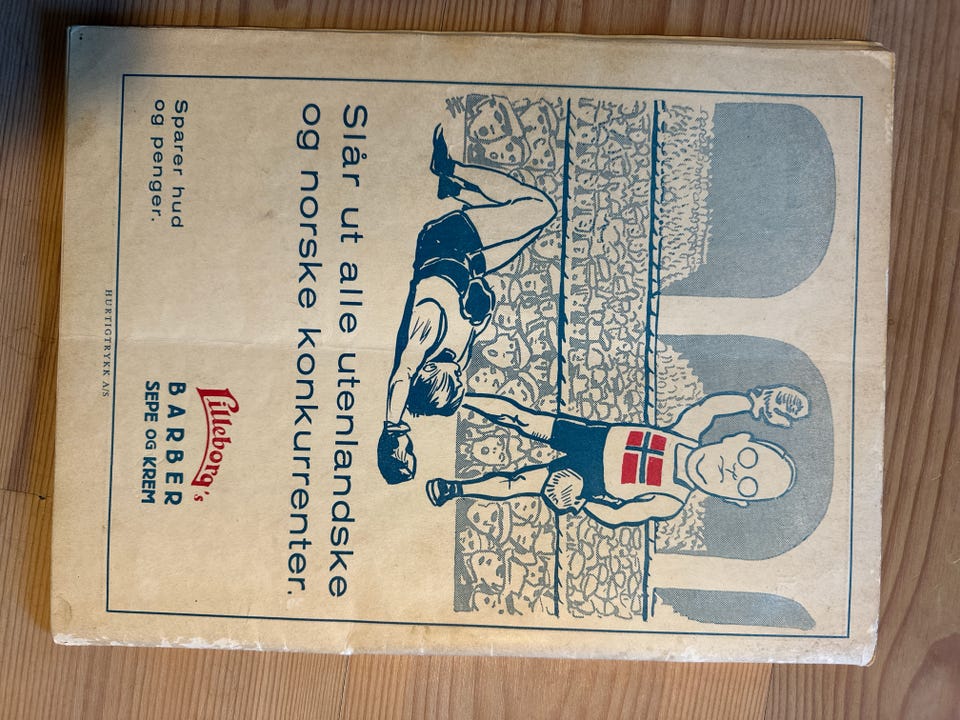 Slår ut alle utenlandske
og norske konkurrenter.
Sparer hud
og penger.
Lilleborg's
BARBER
SEPE OG KREM
HURTIGTRYKK A/S